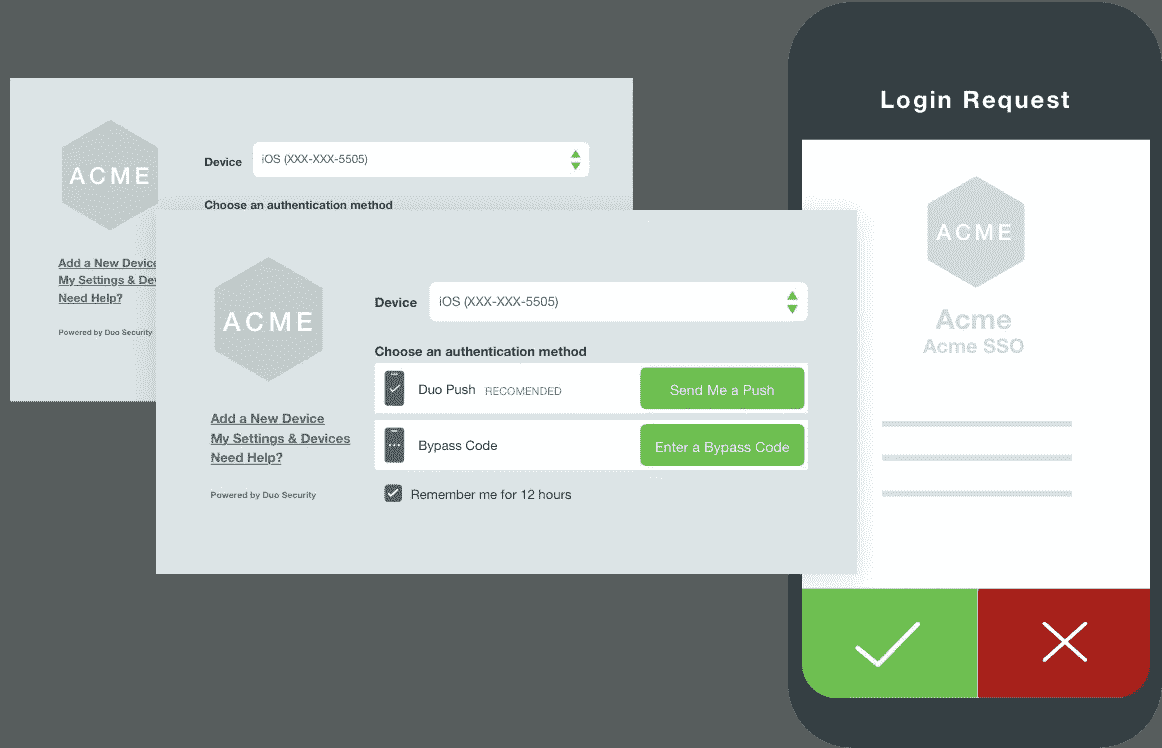 ACME
Device iOS (XXX-XXX-5505)
Choose an authentication method
Add a New Device
My Settings & De
Need Help?
Powered by Duo Security
ACME
Device iOS (XXX-XXX-5505)
Choose an authentication method
Duo Push RECOMENDED Send Me a Push
Bypass Code Enter a Bypass Code
Remember me for 12 hours
Add a New Device
My Settings & Devices
Need Help?
Powered by Duo Security
Login Request
ACME
Acme
Acme SSO